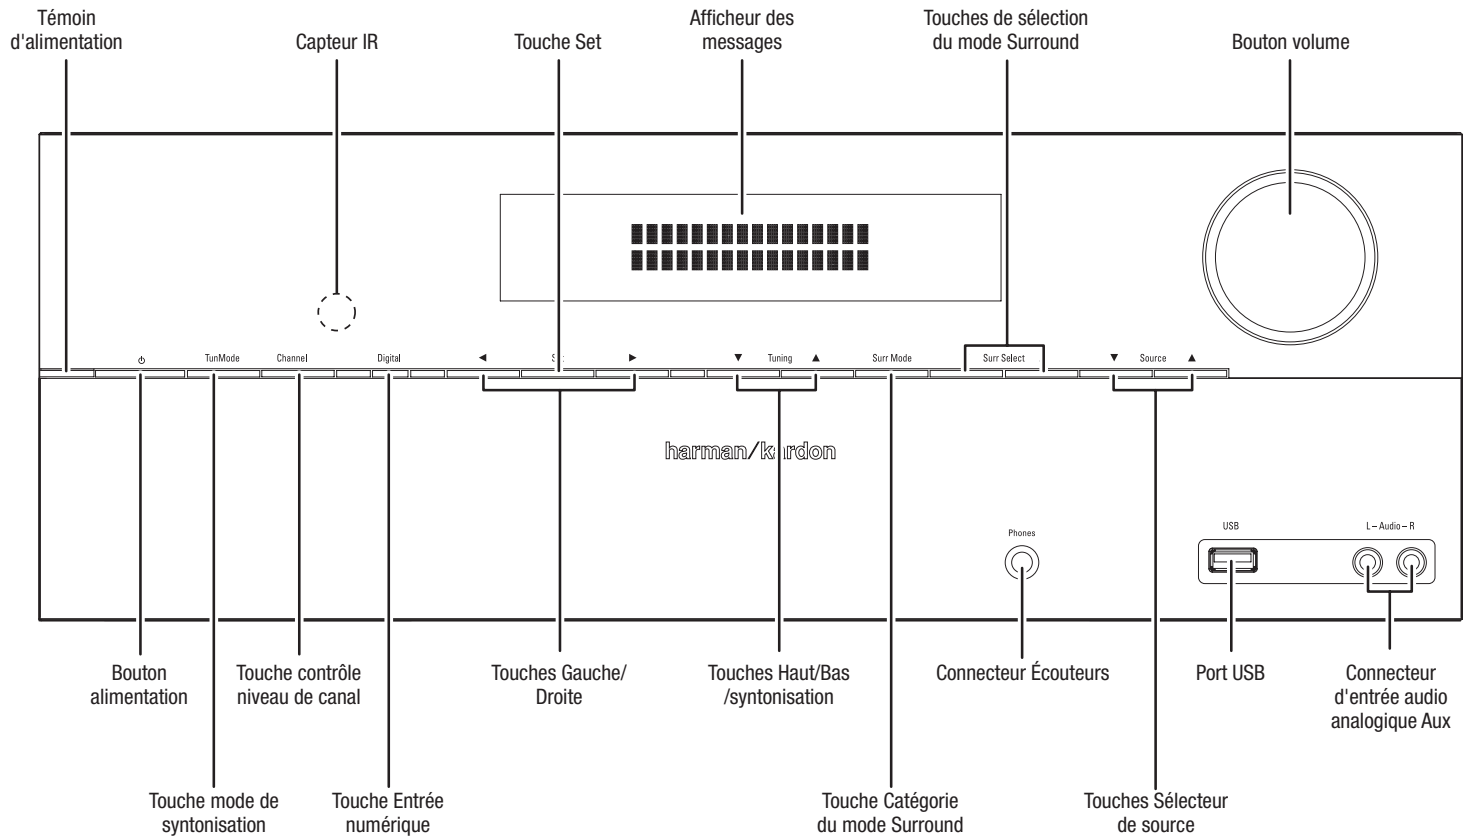 Témoin
d'alimentation
Capteur IR
Touche Set
Afficheur des
messages
Touches de sélection
du mode Surround
Bouton volume
TunMode
Channel
Digital
Tuning
Surr Mode
Surr Select
Source
harman/kardon
Phones
USB
L – Audio – R
Bouton
alimentation
Touche contrôle
niveau de canal
Touches Gauche/
Droite
Touches Haut/Bas
/syntonisation
Connecteur Écouteurs
Port USB
Connecteur
d'entrée audio
analogique Aux
Touche mode de
syntonisation
Touche Entrée
numérique
Touche Catégorie
du mode Surround
Touches Sélecteur
de source